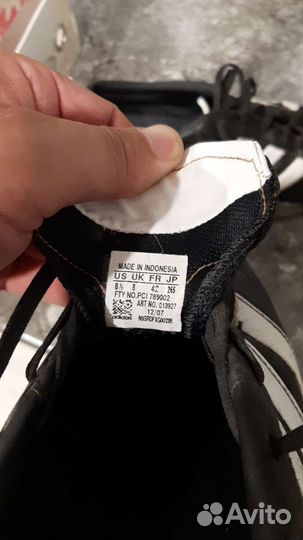 MADE IN INDONESIA
US UK FR JP
8½ 8 42 265
FTY NO.PCI 789002
ART NO. 013927
12/07
adidas
Avito